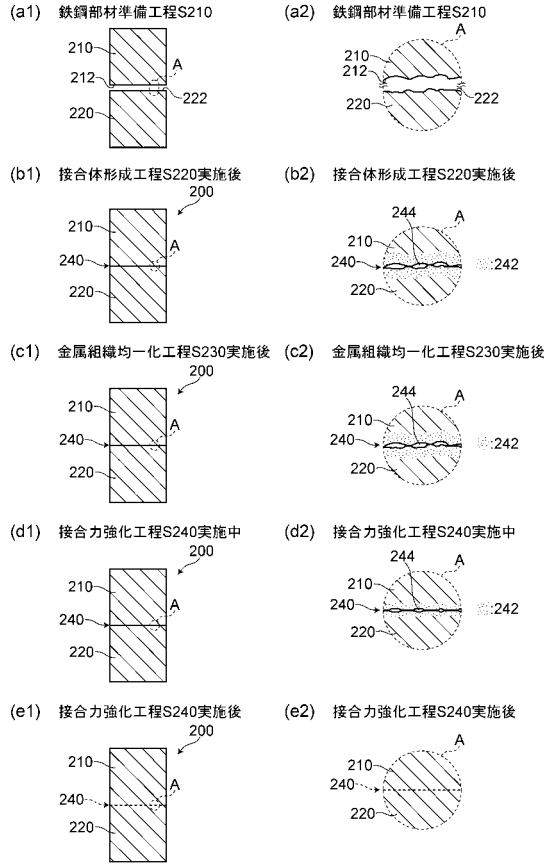 (a1) 鉄鋼部材準備工程S210
210
212
A
220
222
(a2) 鉄鋼部材準備工程S210
A
210
212
220
222
(b1) 接合体形成工程S220実施後
200
210
A
240
220
(b2) 接合体形成工程S220実施後
244
A
210
240
242
220
(c1) 金属組織均一化工程S230実施後
200
210
A
240
220
(c2) 金属組織均一化工程S230実施後
244
A
210
240
242
220
(d1) 接合力強化工程S240実施中
200
210
A
240
220
(d2) 接合力強化工程S240実施中
244
A
210
240
242
220
(e1) 接合力強化工程S240実施後
200
210
A
240
220
(e2) 接合力強化工程S240実施後
A
210
240
220